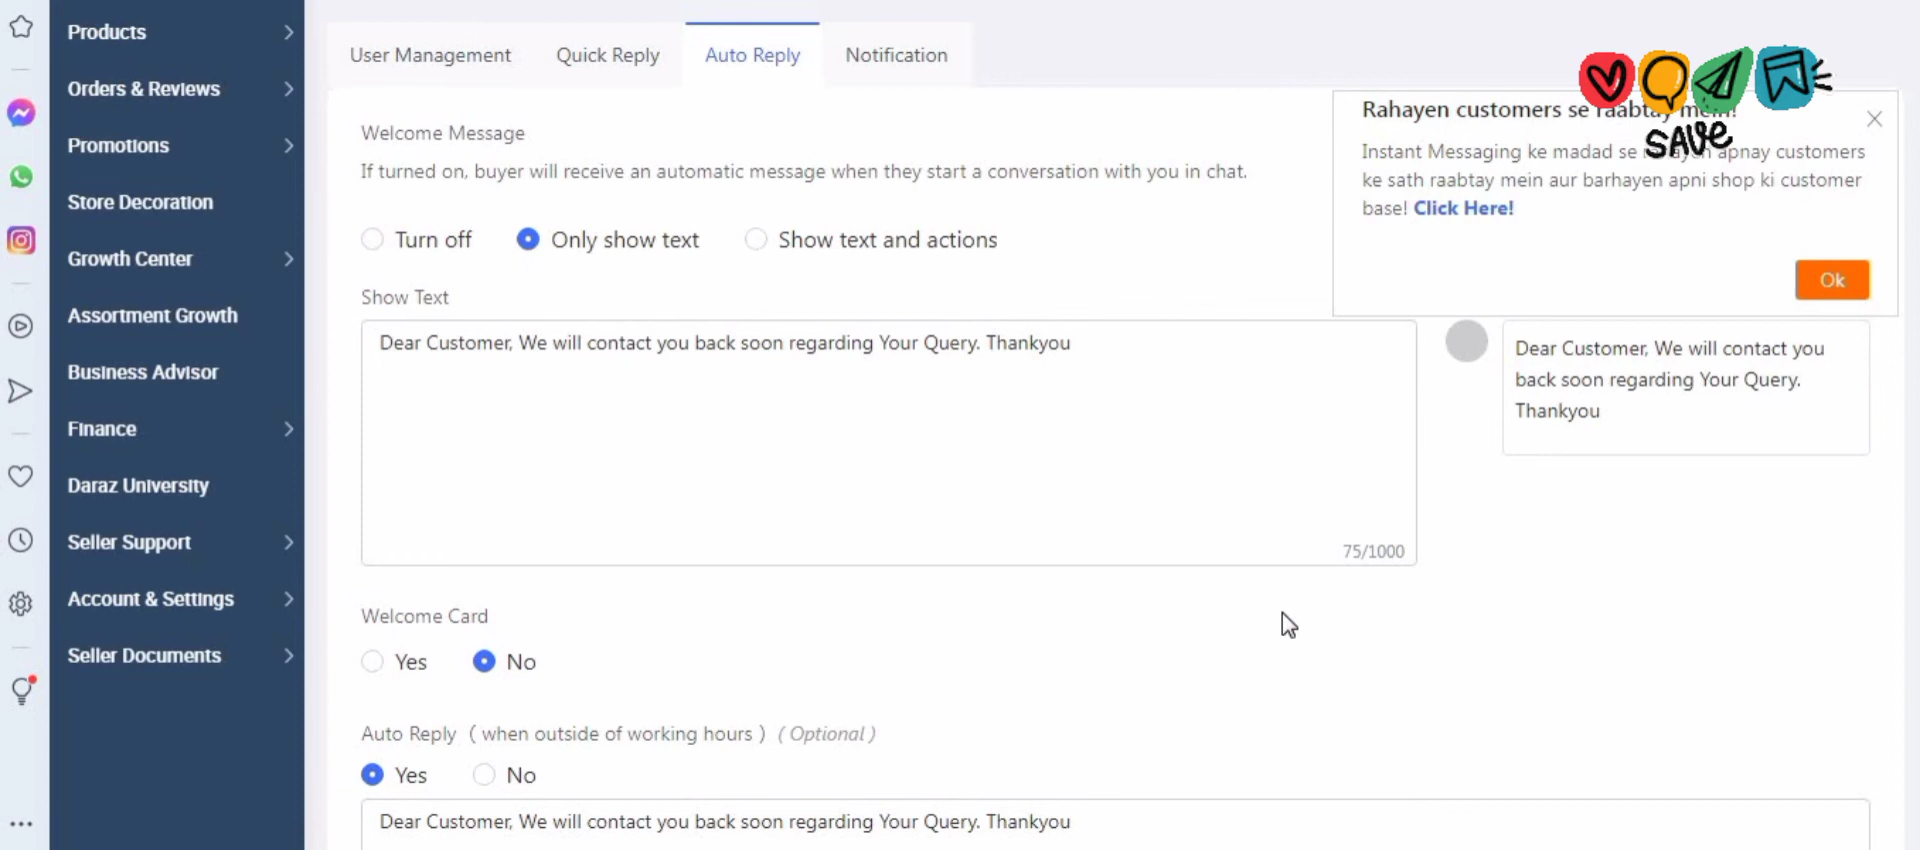 Products
Orders & Reviews
Promotions
Store Decoration
Growth Center
Assortment Growth
Business Advisor
Finance
Daraz University
Seller Support
Account & Settings
Seller Documents
User Management
Quick Reply
Auto Reply
Notification
Welcome Message
If turned on, buyer will receive an automatic message when they start a conversation with you in chat.
Turn off
Only show text
Show text and actions
Show Text
Dear Customer, We will contact you back soon regarding Your Query. Thankyou
75/1000
Rahayen customers se raabtay mein!
SAVE
Instant Messaging ke madad se rahayen apnay customers
ke sath raabtay mein aur barhayen apni shop ki customer
base! Click Here!
Ok
Dear Customer, We will contact you
back soon regarding Your Query.
Thankyou
Welcome Card
Yes No
Auto Reply ( when outside of working hours ) ( Optional )
Yes No
Dear Customer, We will contact you back soon regarding Your Query. Thankyou